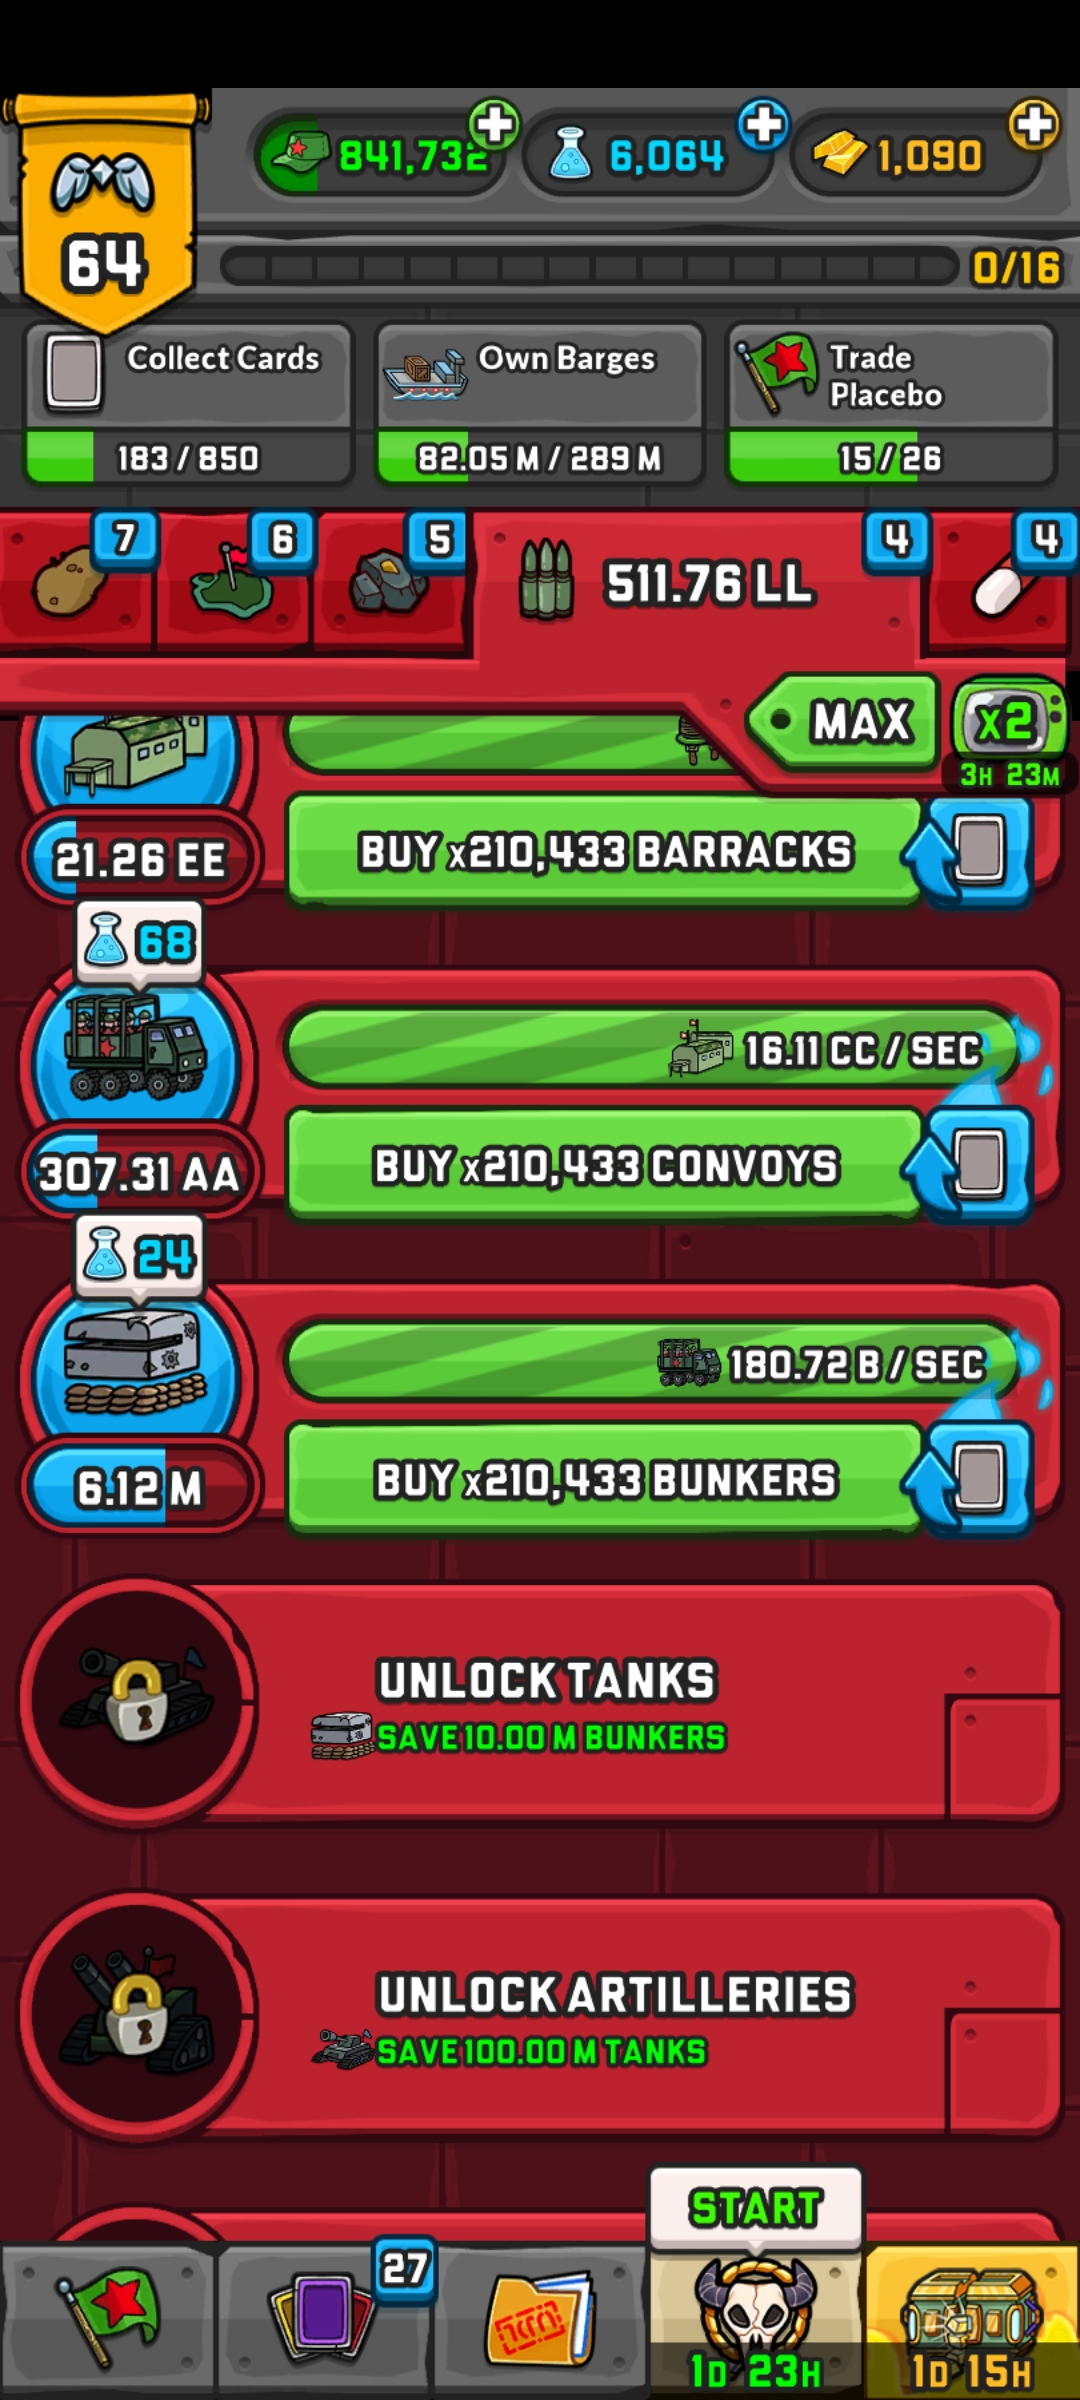 841,732
6,064
1,090
64
0/16
Collect Cards
183 / 850
Own Barges
82.05 M / 289 M
Trade
Placebo
15 / 26
7
6
5
511.76 LL
4
4
MAX
x2
3H 23M
21.26 EE
BUY x210,433 BARRACKS
68
16.11 CC / SEC
307.31 AA
BUY x210,433 CONVOYS
24
180.72 B / SEC
6.12 M
BUY x210,433 BUNKERS
UNLOCK TANKS
SAVE 10.00 M BUNKERS
UNLOCK ARTILLERIES
SAVE 100.00 M TANKS
START
27
1D 23H
1D 15H